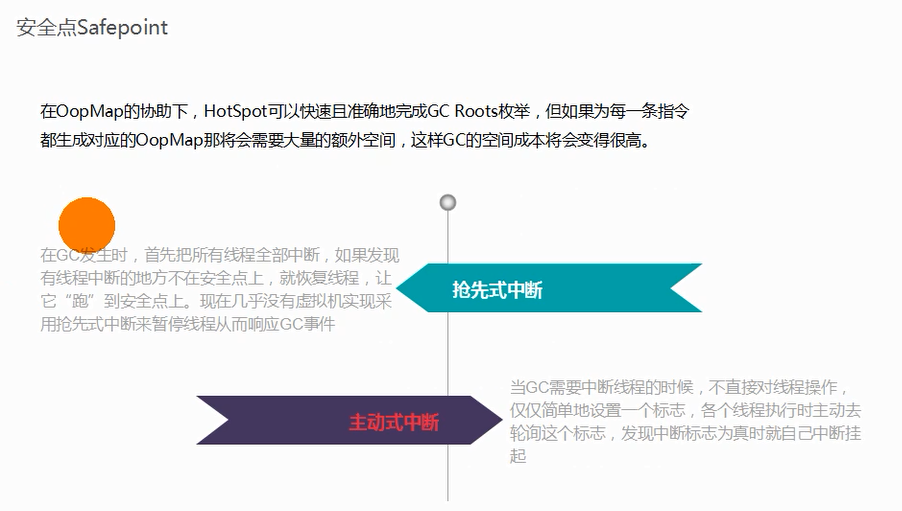 安全点Safepoint
在OopMap的协助下，HotSpot可以快速且准确地完成GC Roots枚举，但如果为每一条指令
都生成对应的OopMap那将会需要大量的额外空间，这样GC的空间成本将会变得很高。
在GC发生时，首先把所有线程全部中断，如果发现
有线程中断的地方不在安全点上，就恢复线程，让
它“跑”到安全点上。现在几乎没有虚拟机实现采
用抢先式中断来暂停线程从而响应GC事件
抢先式中断
主动式中断
当GC需要中断线程的时候，不直接对线程操作，
仅仅简单地设置一个标志，各个线程执行时主动去
轮询这个标志，发现中断标志为真时就自己中断挂
起